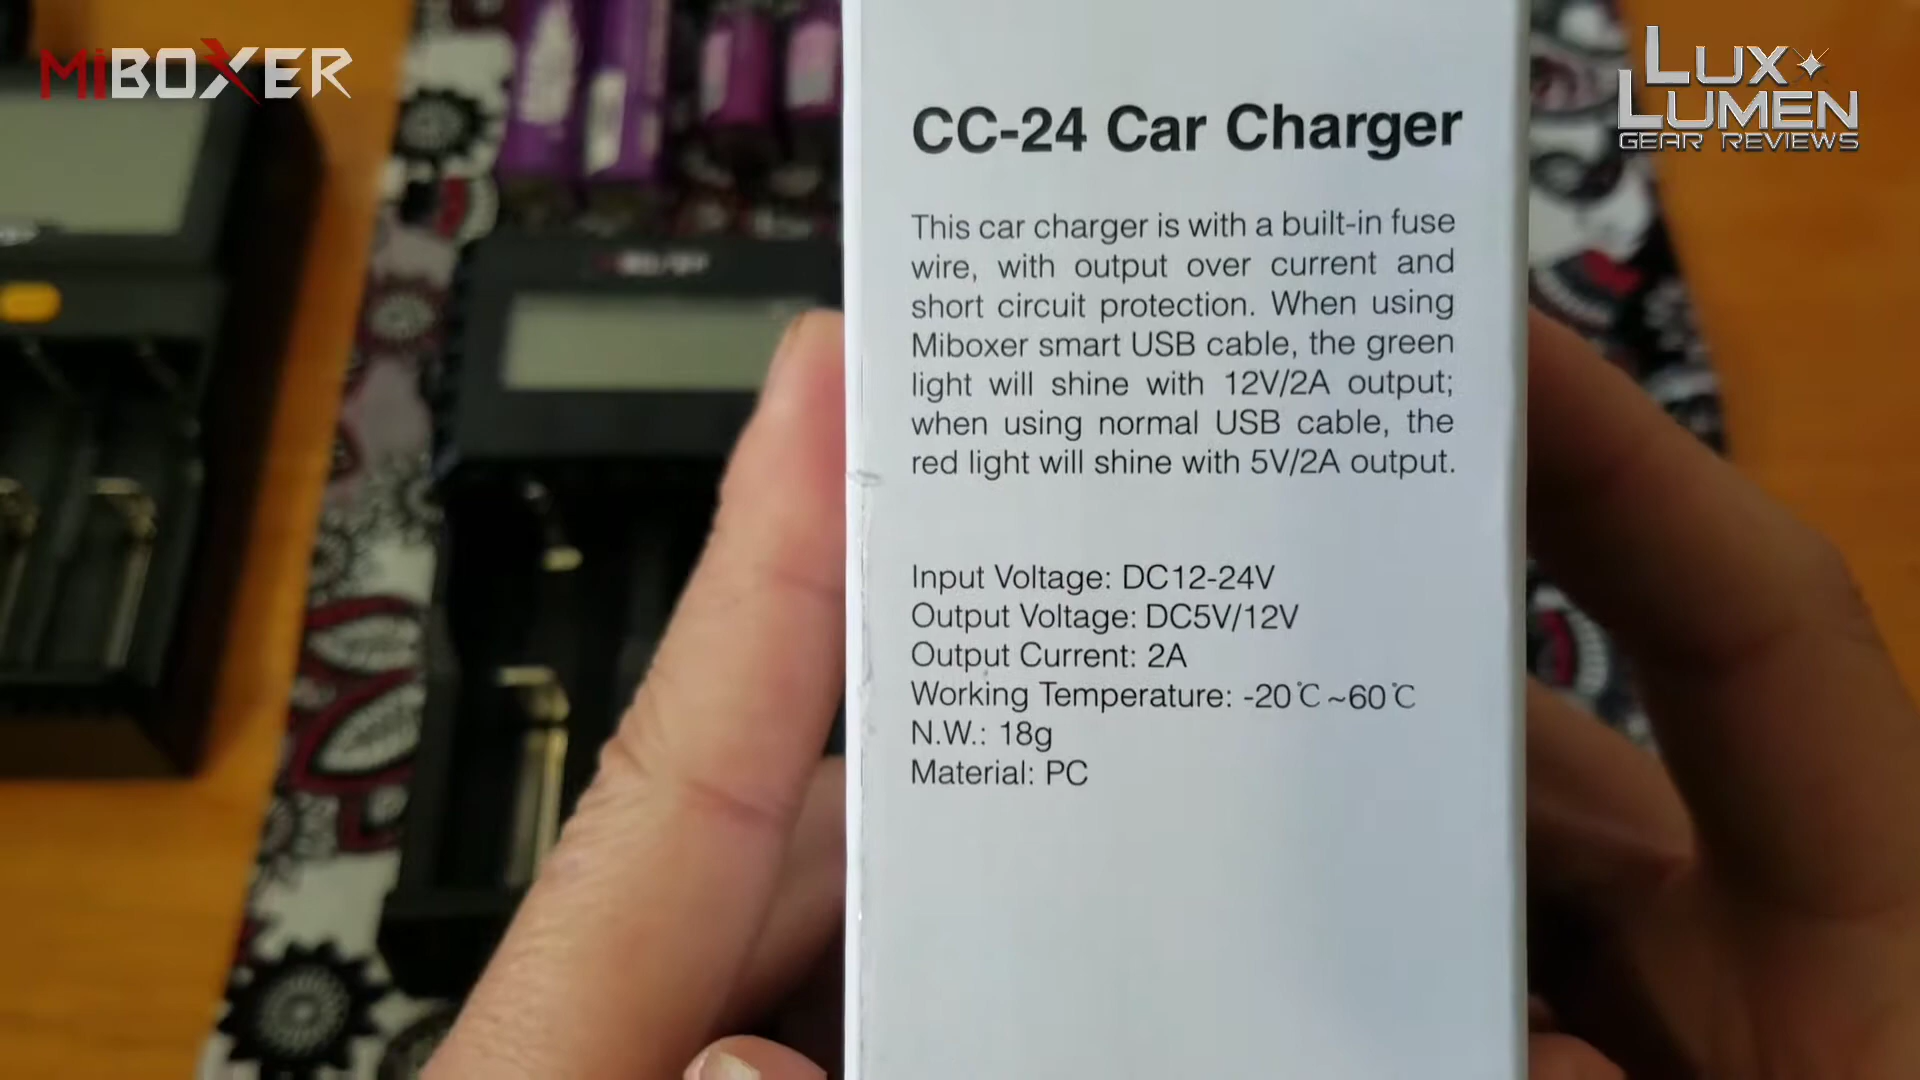 MiBOXER
LUX
LUMEN
GEAR REVIEWS
CC-24 Car Charger
This car charger is with a built-in fuse
wire, with output over current and
short circuit protection. When using
Miboxer smart USB cable, the green
light will shine with 12V/2A output;
when using normal USB cable, the
red light will shine with 5V/2A output.
Input Voltage: DC12-24V
Output Voltage: DC5V/12V
Output Current: 2A
Working Temperature: -20℃~60℃
N.W.: 18g
Material: PC